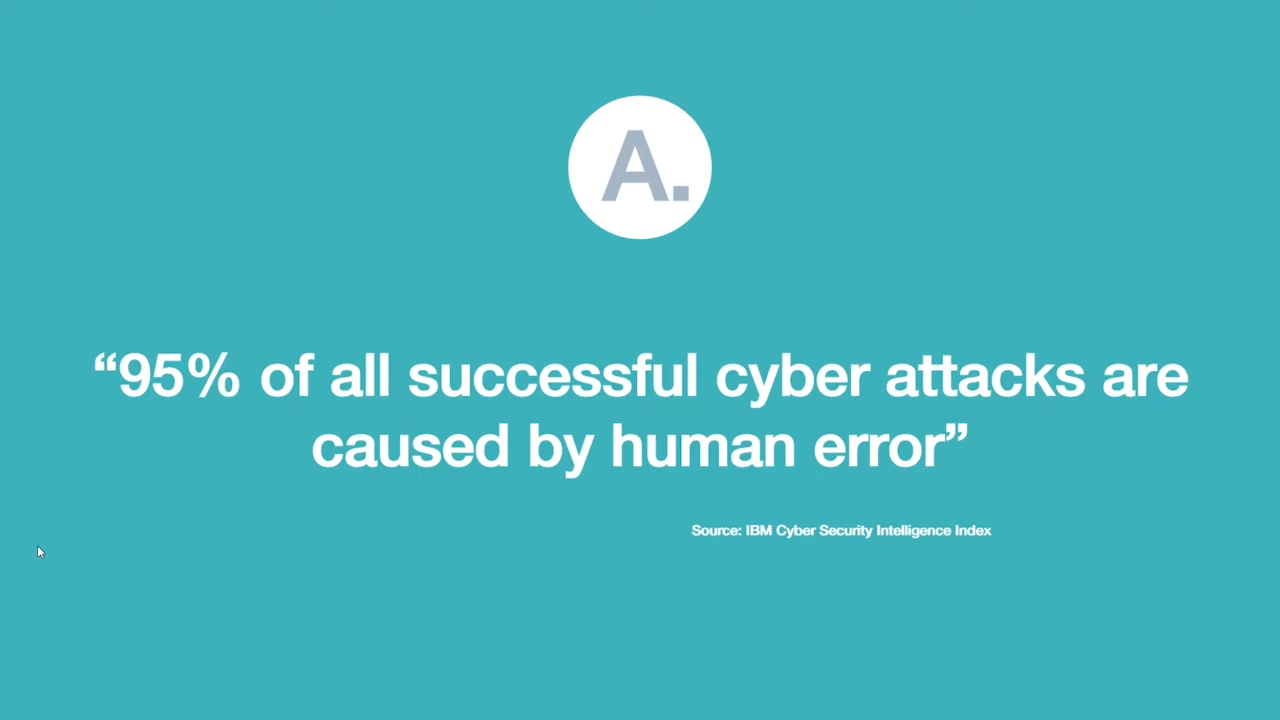 A.
“95% of all successful cyber attacks are
caused by human error”
Source: IBM Cyber Security Intelligence Index